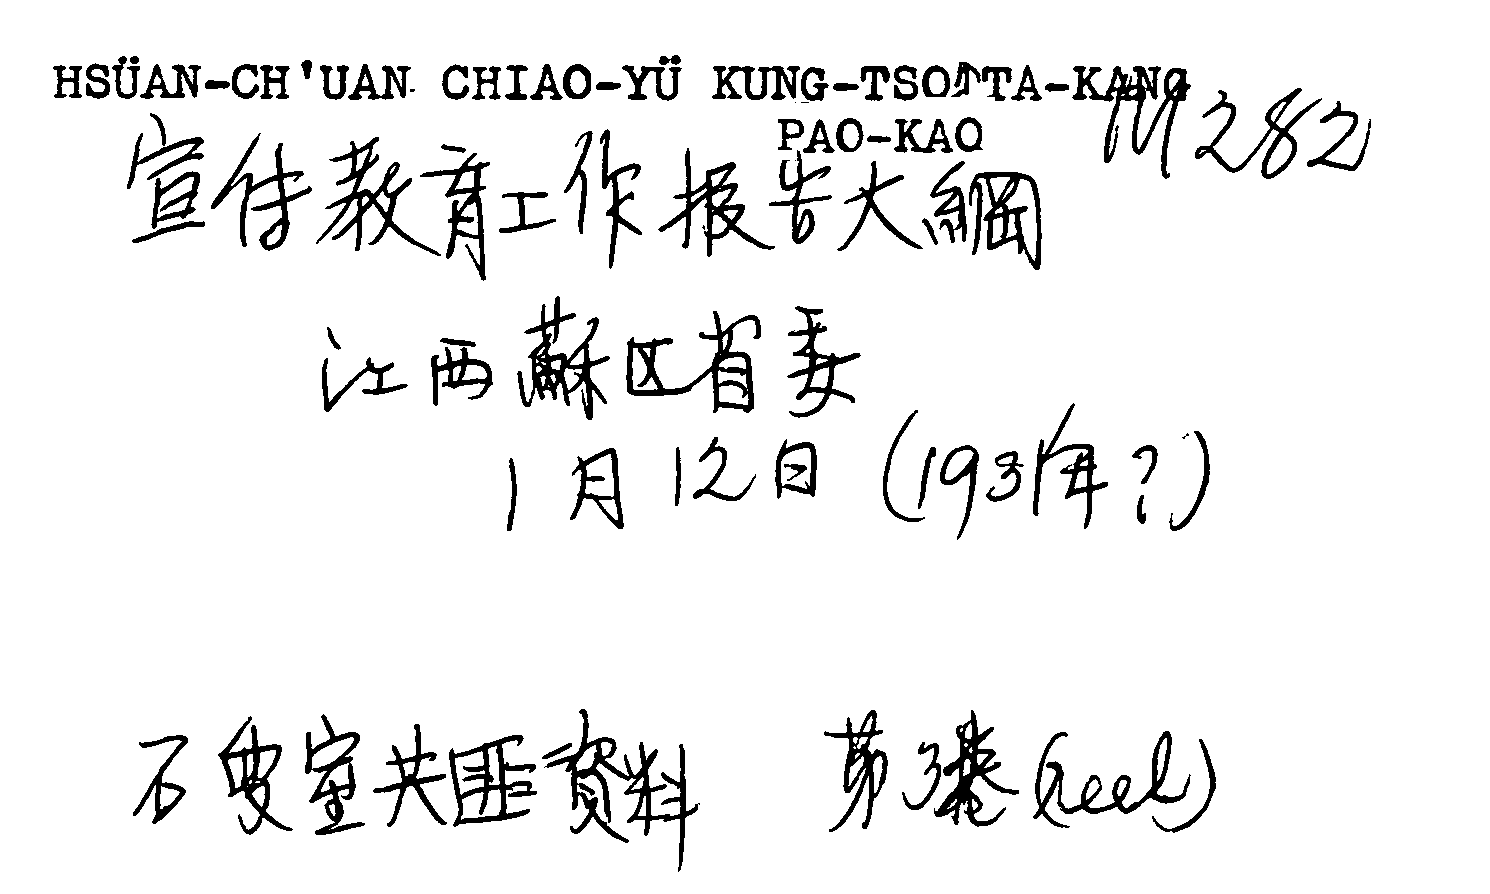 HSÜAN-CH'UAN CHIAO-YÜ KUNG-TSO TA-KANG
PAO-KAO
M282
宣传教育工作报告大綱
江西蘇区省委
1月12日 (1931年?)
石叟室共匪資料 第3卷(reel)